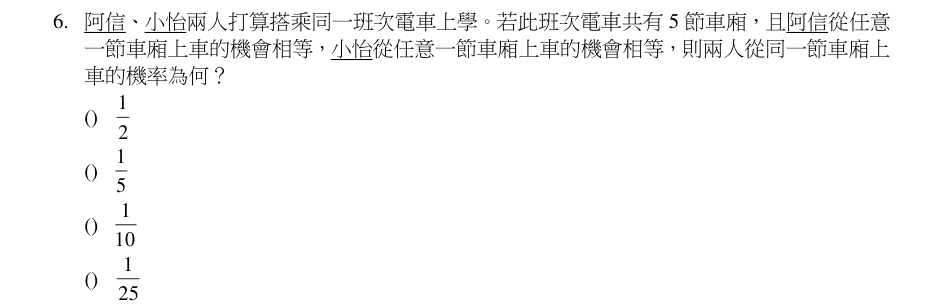 6. 阿信、小怡兩人打算搭乘同一班次電車上學。若此班次電車共有 5 節車廂，且阿信從任意
一節車廂上車的機會相等，小怡從任意一節車廂上車的機會相等，則兩人從同一節車廂上
車的機率為何？
() 1/2
() 1/5
() 1/10
() 1/25